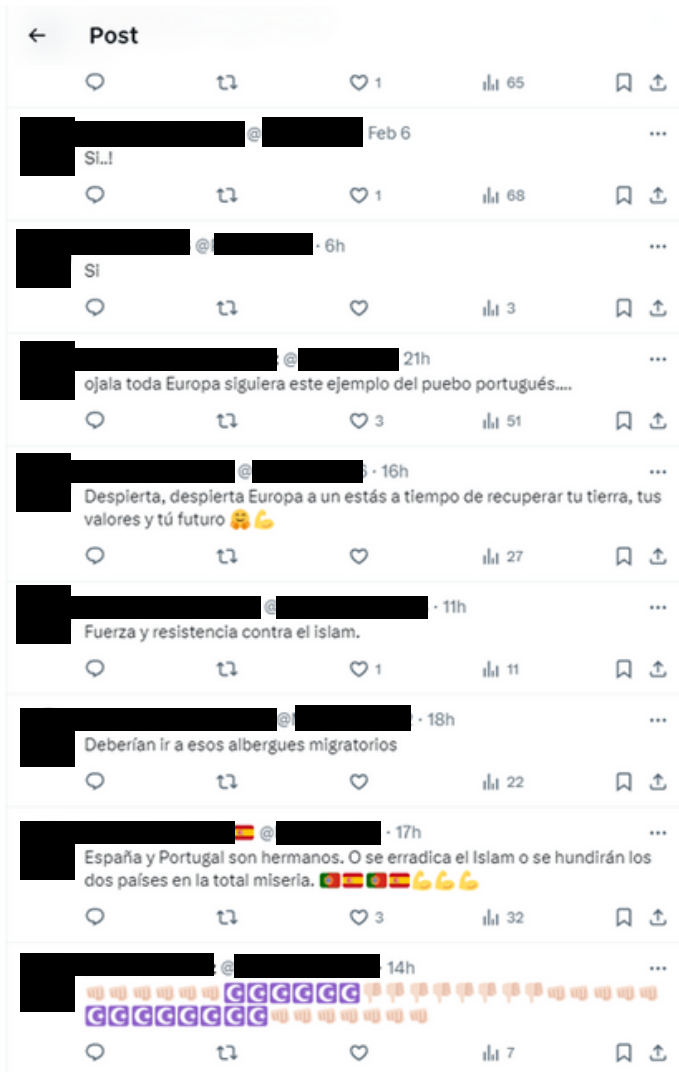 ← Post
1 65
@ Feb 6
Si..!
1 68
@ · 6h
Si
3
@ 21h
ojala toda Europa siguiera este ejemplo del puebo portugués....
3 51
@ · 16h
Despierta, despierta Europa a un estás a tiempo de recuperar tu tierra, tus
valores y tú futuro 🤗💪
27
@ · 11h
Fuerza y resistencia contra el islam.
1 11
@ · 18h
Deberían ir a esos albergues migratorios
22
🇪🇸 @ · 17h
España y Portugal son hermanos. O se erradica el Islam o se hundirán los
dos países en la total miseria. 🇵🇹🇪🇸🇵🇹🇪🇸💪💪💪
3 32
@ 14h
👊🏻👊🏻👊🏻👊🏻👊🏻👊🏻☪☪☪☪☪☪👎🏻👎🏻👎🏻👎🏻👎🏻👎🏻👎🏻👎🏻👊🏻👊🏻👊🏻👊🏻👊🏻
☪☪☪☪☪☪☪☪👊🏻👊🏻👊🏻👊🏻👊🏻👊🏻👊🏻
7